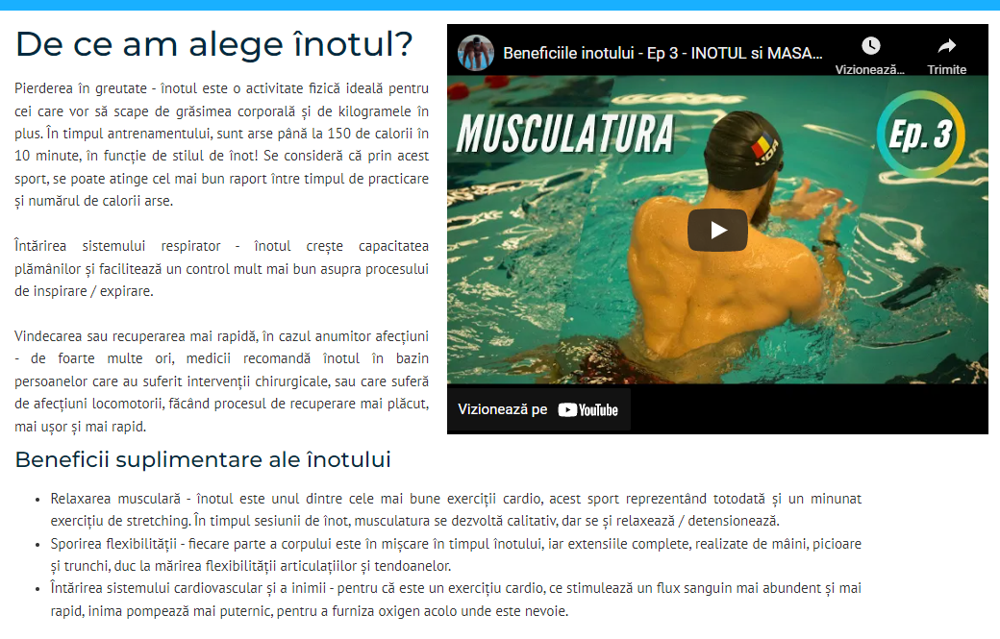 De ce am alege înotul?
Pierderea în greutate - înotul este o activitate fizică ideală pentru
cei care vor să scape de grăsimea corporală și de kilogramele în
plus. În timpul antrenamentului, sunt arse până la 150 de calorii în
10 minute, în funcție de stilul de înot! Se consideră că prin acest
sport, se poate atinge cel mai bun raport între timpul de practicare
și numărul de calorii arse.
Întărirea sistemului respirator - înotul crește capacitatea
plămânilor și facilitează un control mult mai bun asupra procesului
de inspirare / expirare.
Vindecarea sau recuperarea mai rapidă, în cazul anumitor afecțiuni
- de foarte multe ori, medicii recomandă înotul în bazin
persoanelor care au suferit intervenții chirurgicale, sau care suferă
de afecțiuni locomotorii, făcând procesul de recuperare mai plăcut,
mai ușor și mai rapid.
Beneficiile inotului - Ep 3 - INOTUL si MASA...
Vizionează...
Trimite
MUSCULATURA
Ep. 3
Vizionează pe YouTube
Beneficii suplimentare ale înotului
• Relaxarea musculară - înotul este unul dintre cele mai bune exerciții cardio, acest sport reprezentând totodată și un minunat
exercițiu de stretching. În timpul sesiunii de înot, musculatura se dezvoltă calitativ, dar se și relaxează / detensionează.
• Sporirea flexibilității - fiecare parte a corpului este în mișcare în timpul înotului, iar extensiile complete, realizate de mâini, picioare
și trunchi, duc la mărirea flexibilității articulațiilor și tendoanelor.
• Întărirea sistemului cardiovascular și a inimii - pentru că este un exercițiu cardio, ce stimulează un flux sanguin mai abundent și mai
rapid, inima pompează mai puternic, pentru a furniza oxigen acolo unde este nevoie.